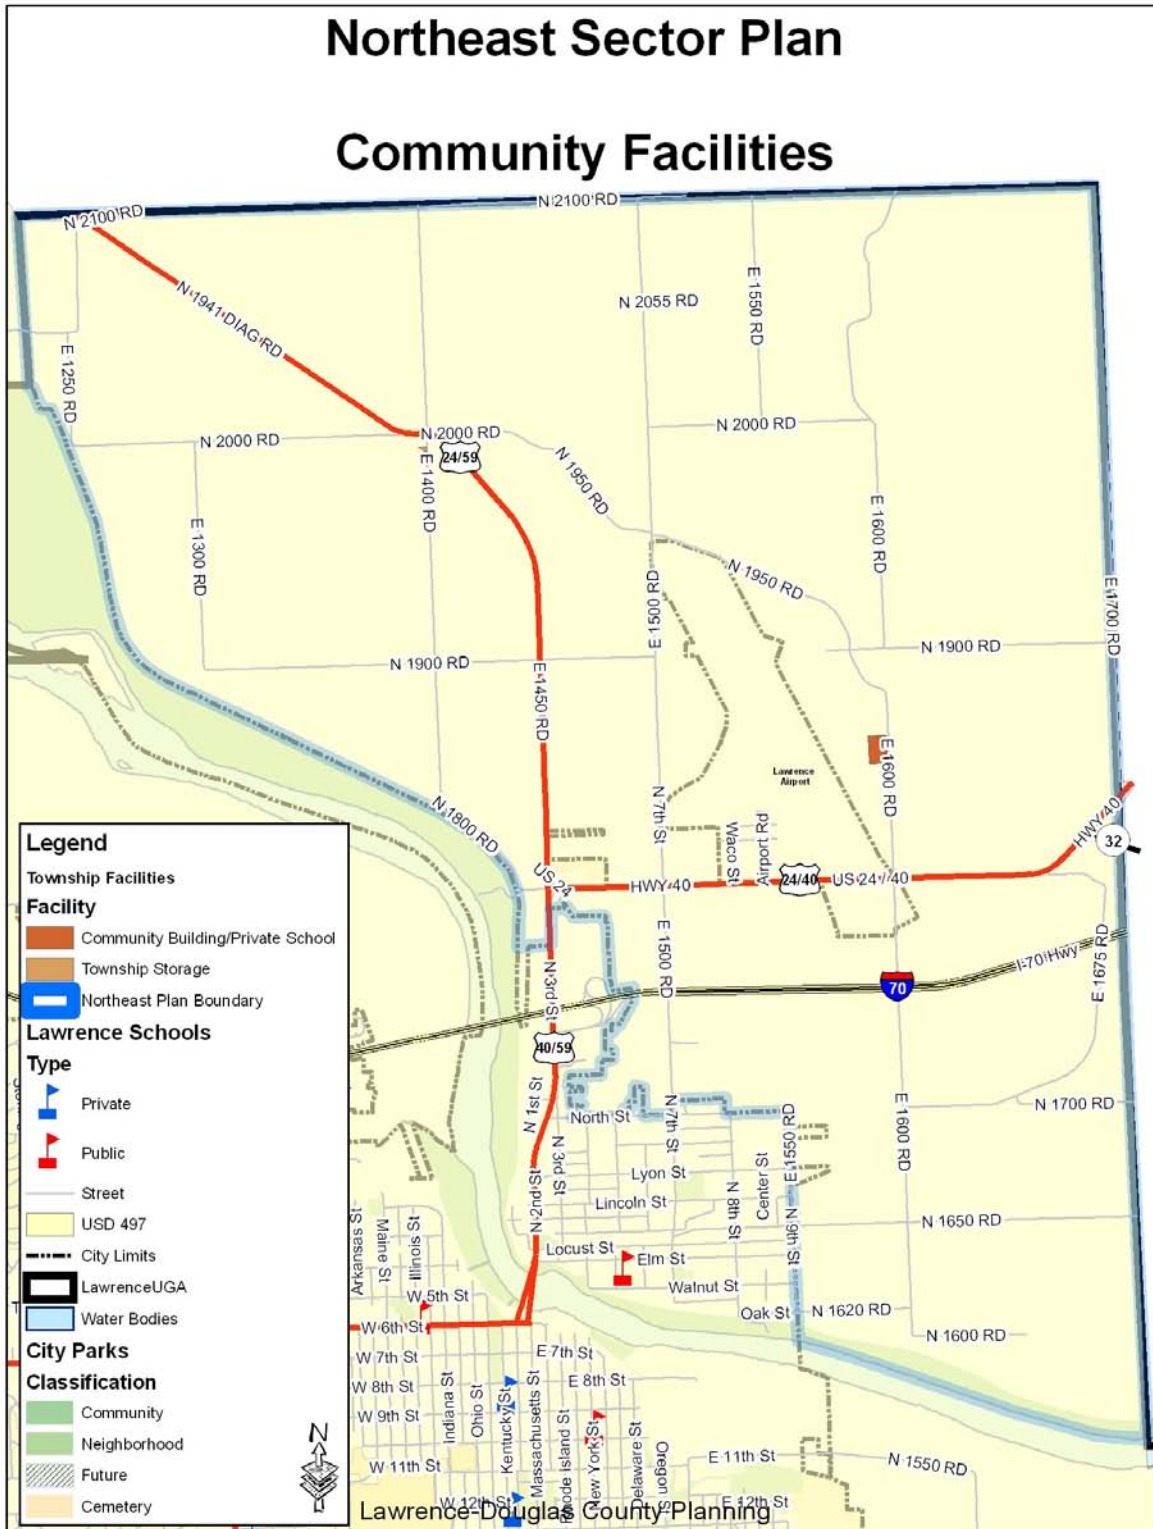 Northeast Sector Plan
Community Facilities
N 2100 RD
N 2100 RD
N 1941 DIAG RD
N 2055 RD
E 1550 RD
E 1250 RD
N 2000 RD
N 2000 RD
N 2000 RD
24/59
E 1400 RD
N 1950 RD
E 1300 RD
E 1600 RD
N 1950 RD
E 1500 RD
E 1700 RD
N 1900 RD
N 1900 RD
E 1450 RD
Lawrence
Airport
E 1600 RD
N 1800 RD
N 7th St
Waco St
Airport Rd
HWY 40
32
US 24
HWY 40
24/40
US 24 / 40
E 1500 RD
N 3rd St
I-70 Hwy
E 1675 RD
70
40/59
N 1st St
North St
N 7th St
E 1550 RD
E 1600 RD
N 1700 RD
N 3rd St
Lyon St
Lincoln St
N 2nd St
N 8th St
Center St
N 9th St
N 1650 RD
Locust St
Elm St
Walnut St
Oak St
N 1620 RD
N 1600 RD
Arkansas St
Maine St
Illinois St
W 5th St
W 6th St
W 7th St
E 7th St
W 8th St
E 8th St
W 9th St
Indiana St
Ohio St
Kentucky St
Massachusetts St
Rhode Island St
New York St
Delaware St
Oregon St
W 11th St
E 11th St
N 1550 RD
W 12th St
E 12th St
Lawrence-Douglas County Planning
Legend
Township Facilities
Facility
Community Building/Private School
Township Storage
Northeast Plan Boundary
Lawrence Schools
Type
Private
Public
Street
USD 497
City Limits
LawrenceUGA
Water Bodies
City Parks
Classification
Community
Neighborhood
Future
Cemetery
N